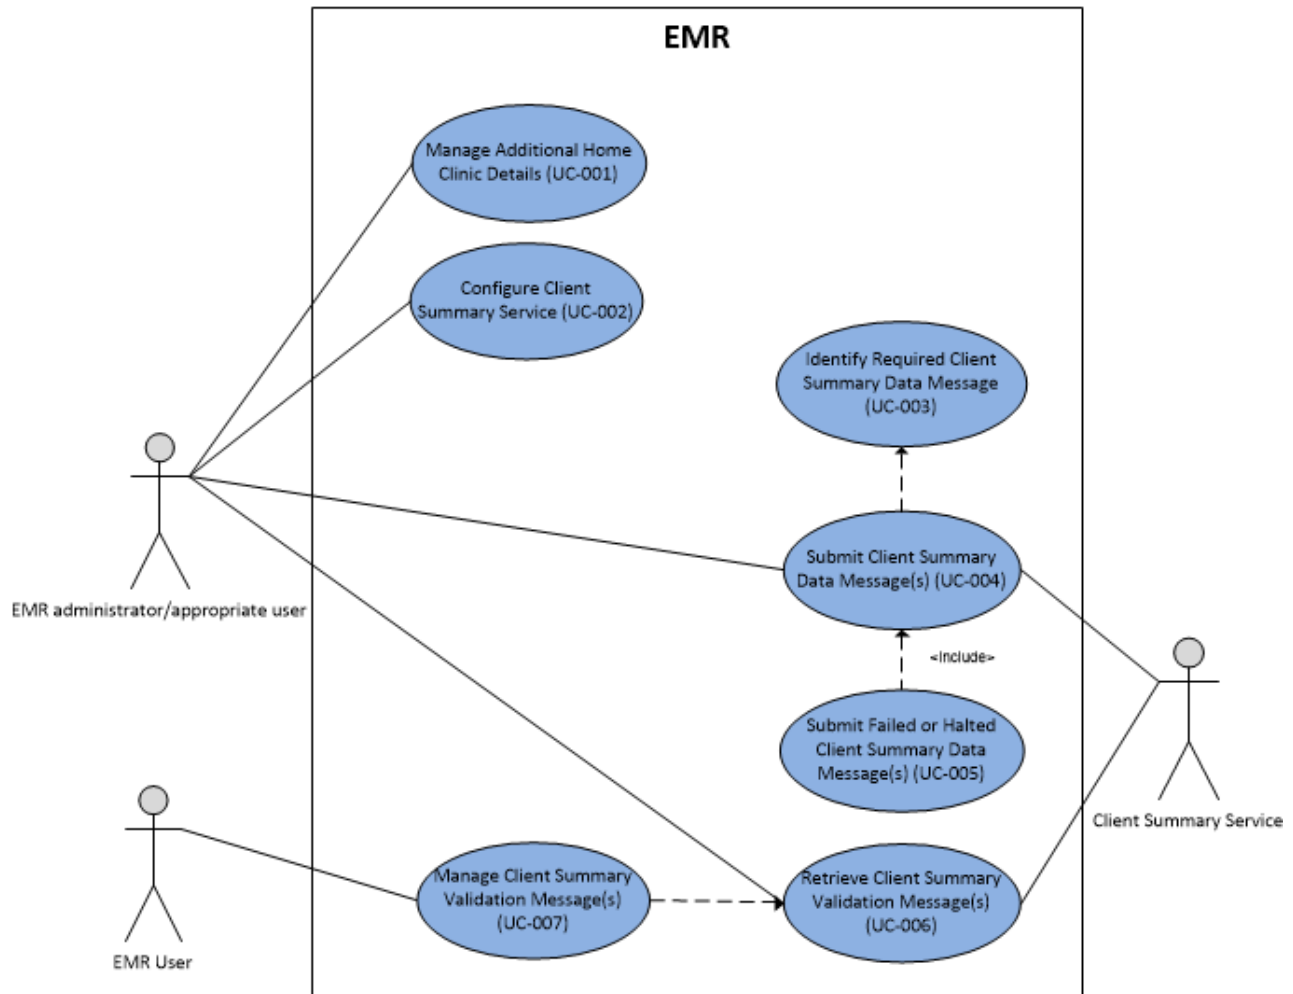 EMR
Manage Additional Home
Clinic Details (UC-001)
Configure Client
Summary Service (UC-002)
Identify Required Client
Summary Data Message
(UC-003)
Submit Client Summary
Data Message(s) (UC-004)
EMR administrator/appropriate user
<Include>
Submit Failed or Halted
Client Summary Data
Message(s) (UC-005)
Client Summary Service
Manage Client Summary
Validation Message(s)
(UC-007)
Retrieve Client Summary
Validation Message(s)
(UC-006)
EMR User